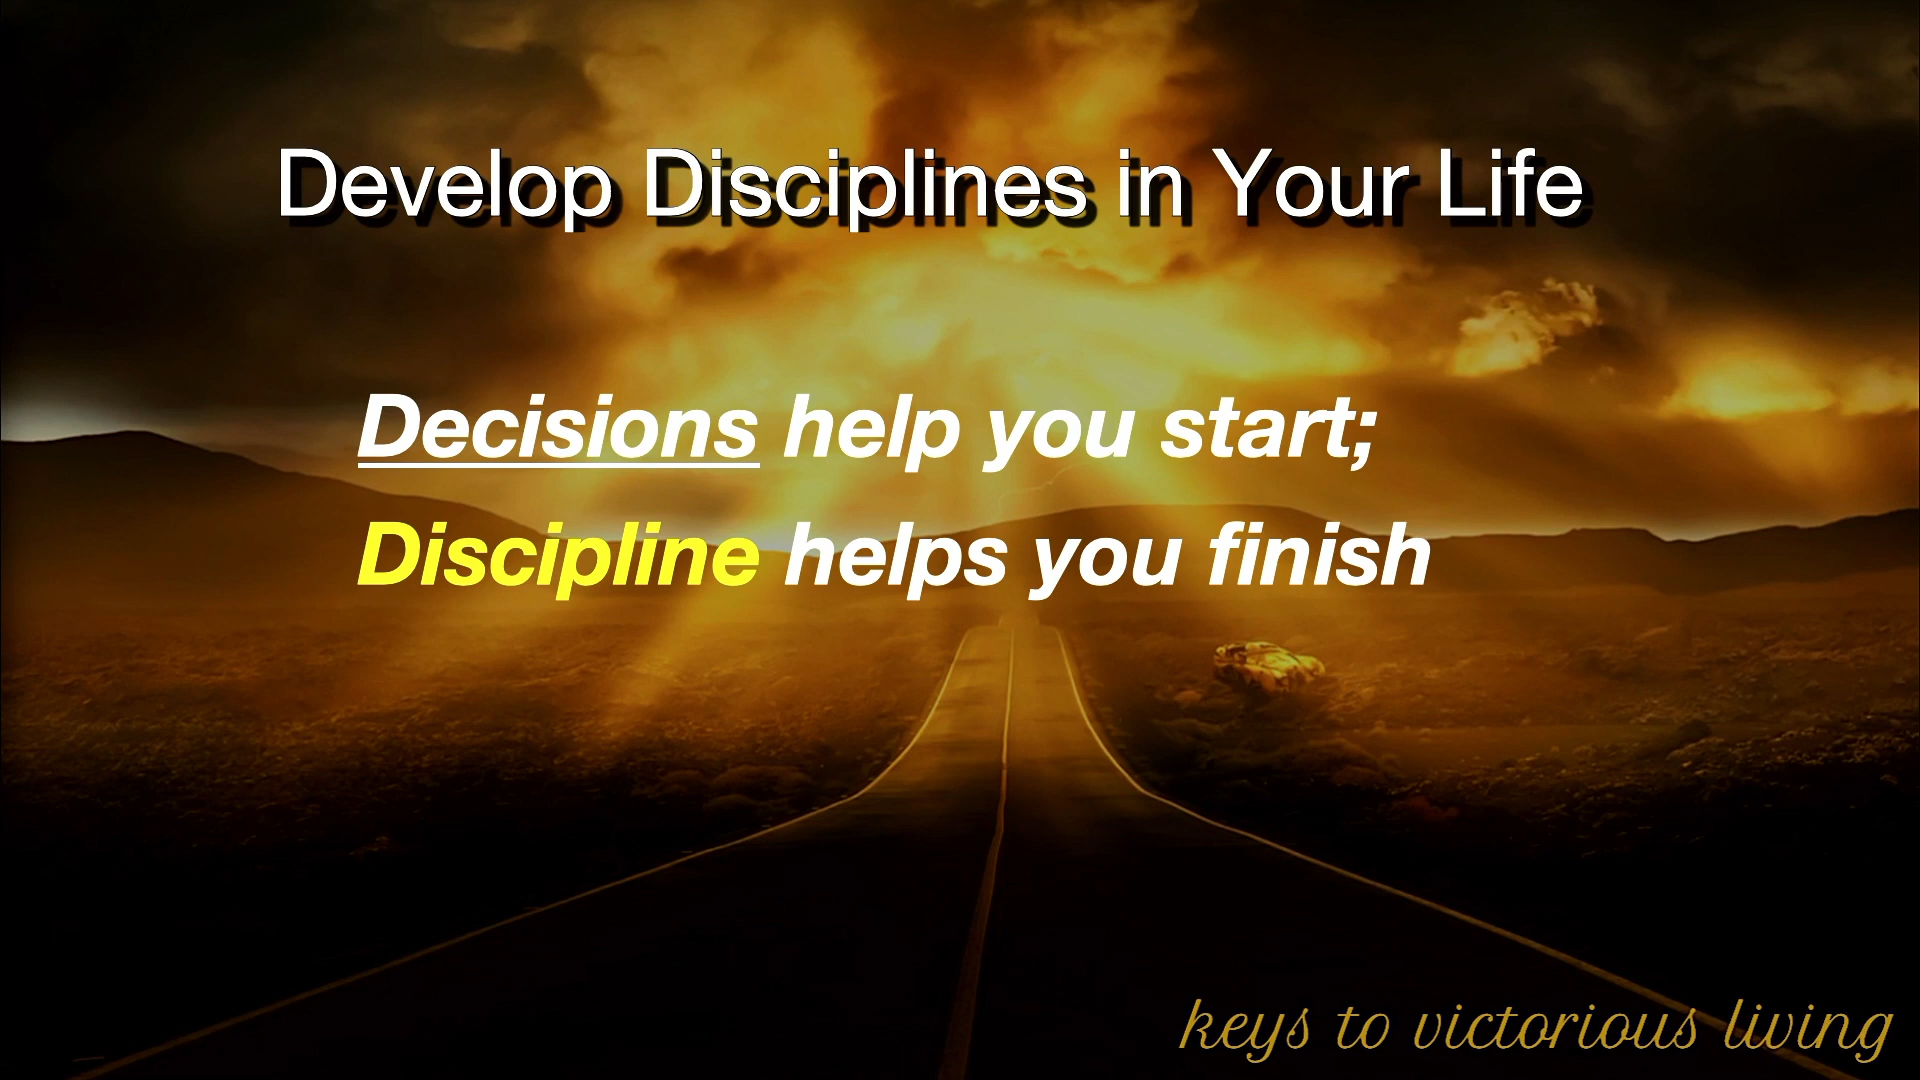 Develop Disciplines in Your Life
Decisions help you start;
Discipline helps you finish
keys to victorious living